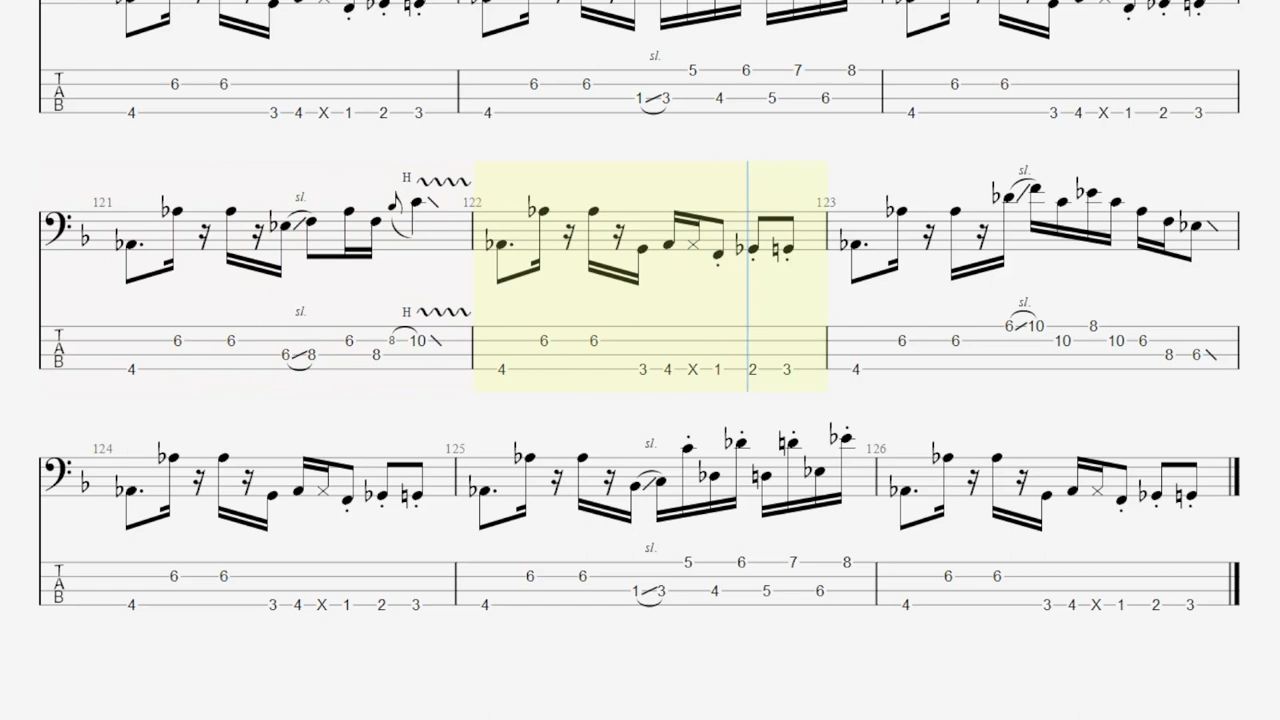 sl.
5 6 7 8
6 6 6 6 6 6
1 3 4 5 6
4 3 4 X 1 2 3 4 4 3 4 X 1 2 3
T
A
B
H
121 sl. 122 123 sl.
sl. H sl.
6 10 8
6 6 6 8 10 6 6 6 6 10 10 6
6 8 8 8 6
4 4 3 4 X 1 2 3 4
T
A
B
124 125 sl. 126
sl.
5 6 7 8
6 6 6 6 6 6
1 3 4 5 6
4 3 4 X 1 2 3 4 4 3 4 X 1 2 3
T
A
B